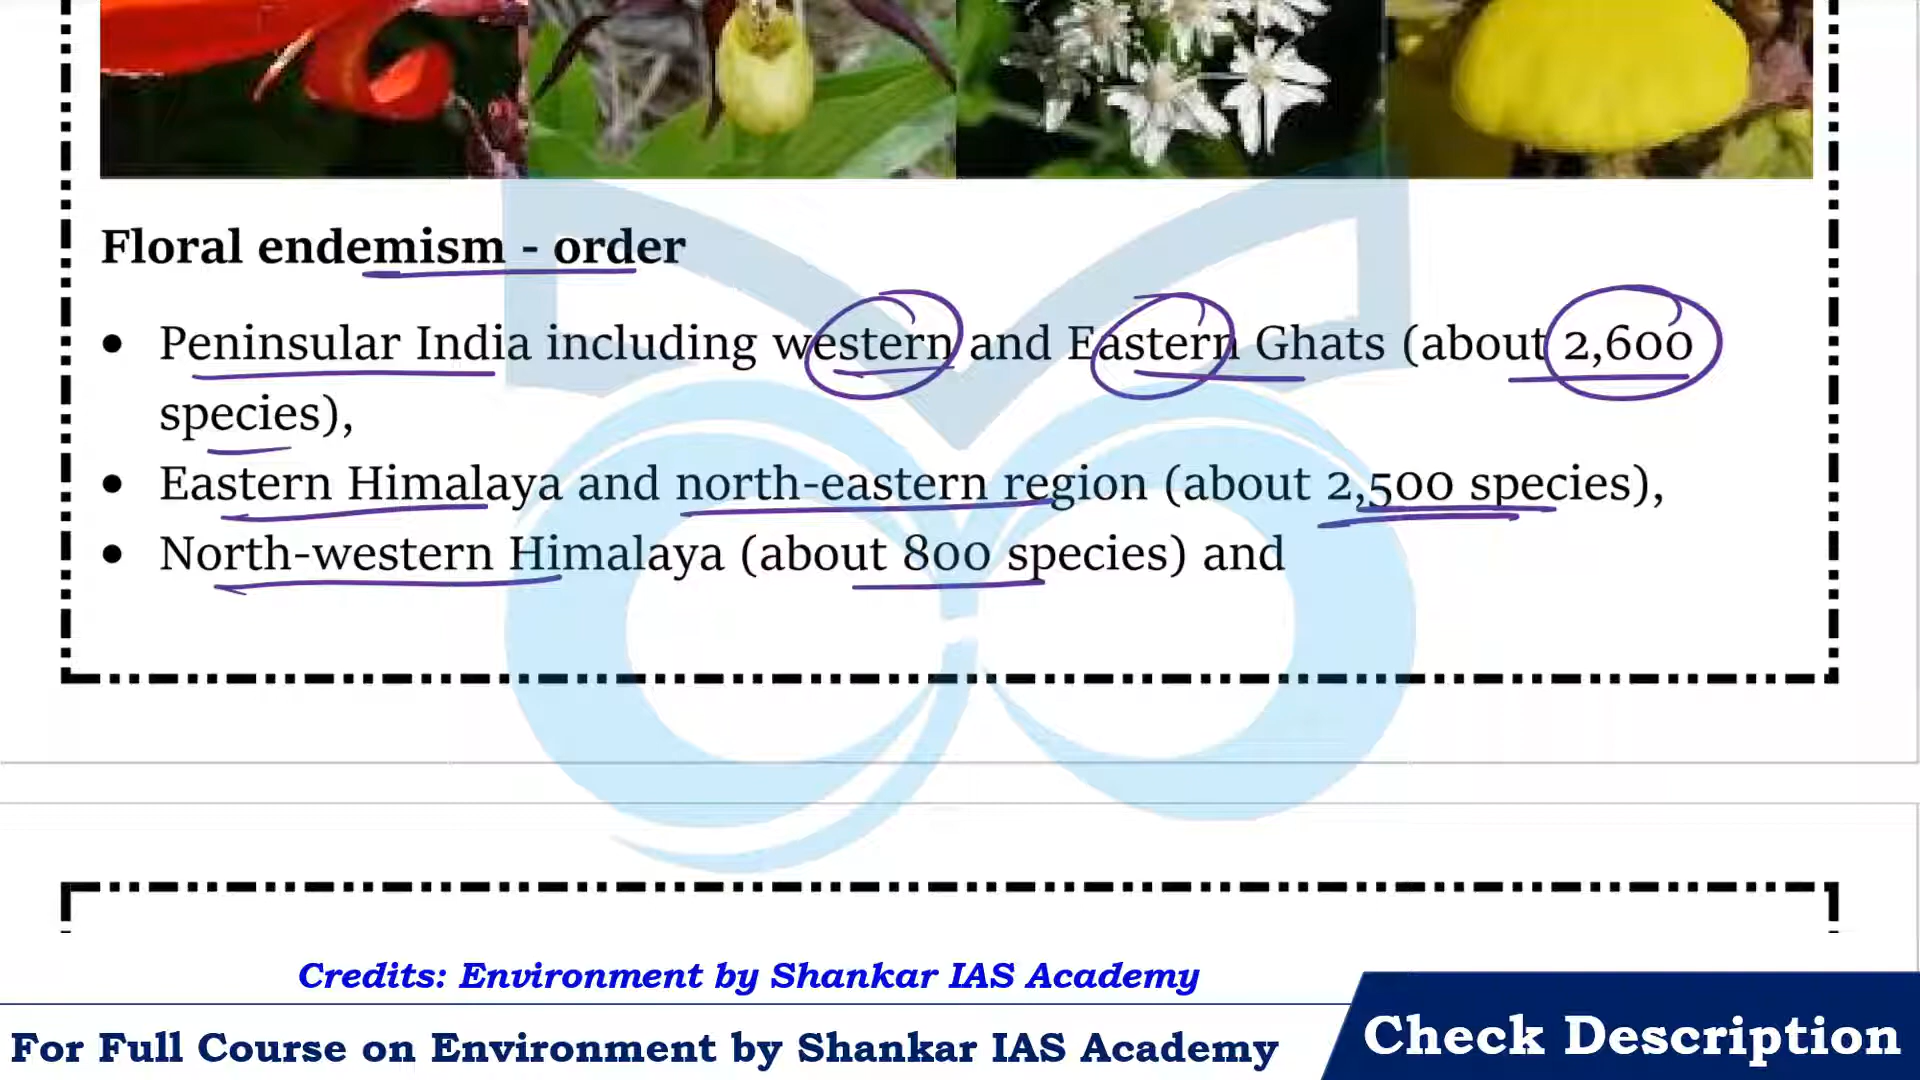 Floral endemism - order
• Peninsular India including western and Eastern Ghats (about 2,600
species),
• Eastern Himalaya and north-eastern region (about 2,500 species),
• North-western Himalaya (about 800 species) and
Credits: Environment by Shankar IAS Academy
For Full Course on Environment by Shankar IAS Academy
Check Description